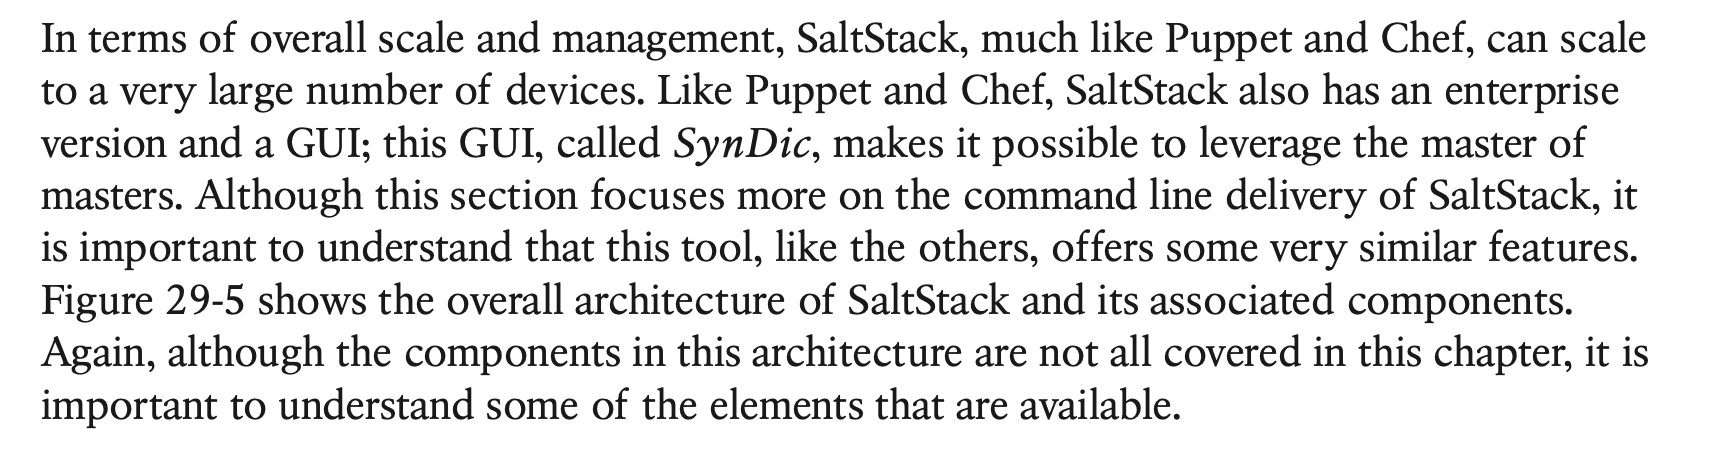 In terms of overall scale and management, SaltStack, much like Puppet and Chef, can scale
to a very large number of devices. Like Puppet and Chef, SaltStack also has an enterprise
version and a GUI; this GUI, called SynDic, makes it possible to leverage the master of
masters. Although this section focuses more on the command line delivery of SaltStack, it
is important to understand that this tool, like the others, offers some very similar features.
Figure 29-5 shows the overall architecture of SaltStack and its associated components.
Again, although the components in this architecture are not all covered in this chapter, it is
important to understand some of the elements that are available.